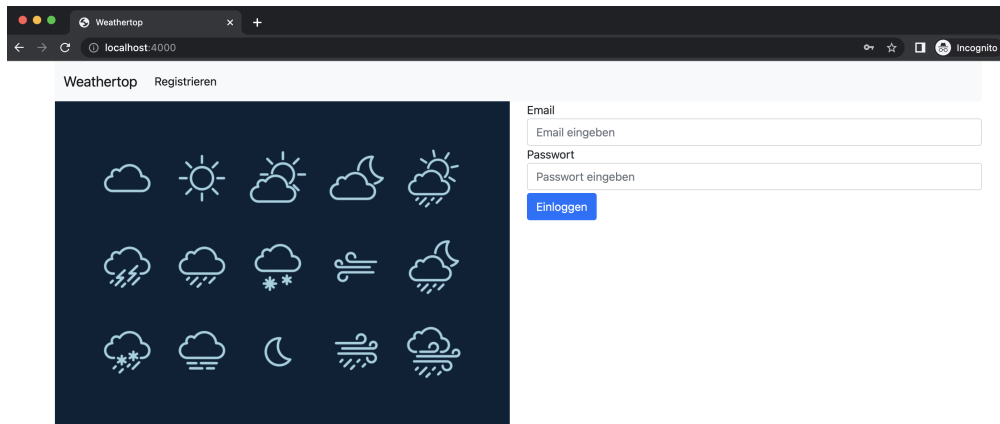 Weathertop
localhost:4000
Incognito
Weathertop Registrieren
Email
Email eingeben
Passwort
Passwort eingeben
Einloggen